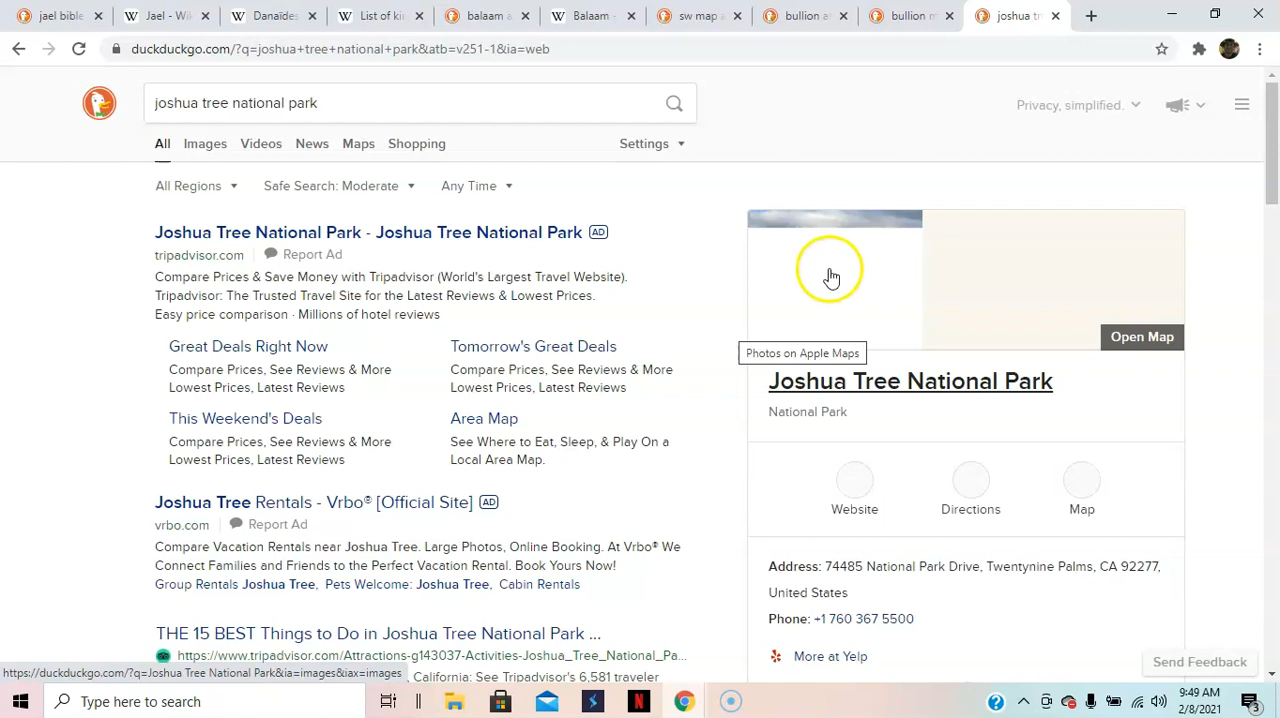 jael bible
Jael - Wik
Danaïdes
List of kin
balaam a
Balaam -
sw map a
bullion at
bullion m
joshua tr
duckduckgo.com/?q=joshua+tree+national+park&atb=v251-1&ia=web
joshua tree national park
Privacy, simplified.
All Images Videos News Maps Shopping Settings
All Regions Safe Search: Moderate Any Time
Joshua Tree National Park - Joshua Tree National Park AD
tripadvisor.com Report Ad
Compare Prices & Save Money with Tripadvisor (World's Largest Travel Website).
Tripadvisor: The Trusted Travel Site for the Latest Reviews & Lowest Prices.
Easy price comparison · Millions of hotel reviews
Great Deals Right Now
Compare Prices, See Reviews & More
Lowest Prices, Latest Reviews
Tomorrow's Great Deals
Compare Prices, See Reviews & More
Lowest Prices, Latest Reviews
This Weekend's Deals
Compare Prices, See Reviews & More
Lowest Prices, Latest Reviews
Area Map
See Where to Eat, Sleep, & Play On a
Local Area Map.
Joshua Tree Rentals - Vrbo® [Official Site] AD
vrbo.com Report Ad
Compare Vacation Rentals near Joshua Tree. Large Photos, Online Booking. At Vrbo® We
Connect Families and Friends to the Perfect Vacation Rental. Book Yours Now!
Group Rentals Joshua Tree, Pets Welcome: Joshua Tree, Cabin Rentals
THE 15 BEST Things to Do in Joshua Tree National Park ...
https://www.tripadvisor.com/Attractions-g143037-Activities-Joshua_Tree_National_Pa...
California: See Tripadvisor's 6,581 traveler
Open Map
Photos on Apple Maps
Joshua Tree National Park
National Park
Website Directions Map
Address: 74485 National Park Drive, Twentynine Palms, CA 92277,
United States
Phone: +1 760 367 5500
More at Yelp
Send Feedback
https://duckduckgo.com/?q=Joshua Tree National Park&ia=images&iax=images
Type here to search
9:49 AM
2/8/2021
3